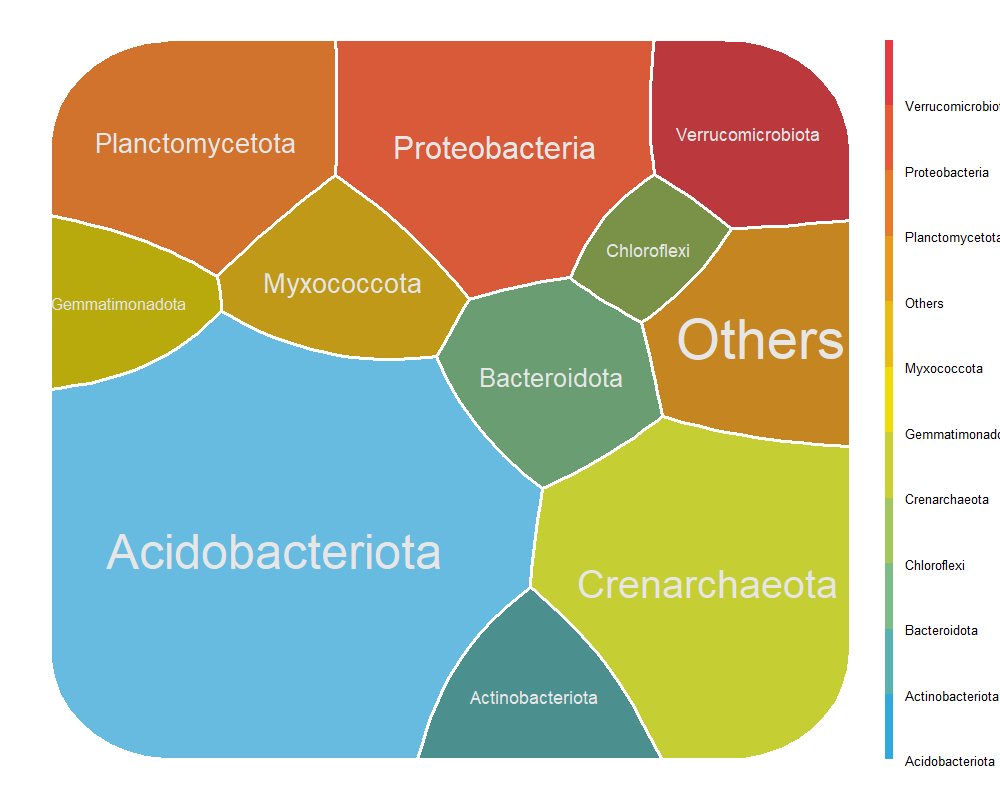 Planctomycetota
Proteobacteria
Verrucomicrobiota
Chloroflexi
Myxococcota
Gemmatimonadota
Others
Bacteroidota
Acidobacteriota
Crenarchaeota
Actinobacteriota
Verrucomicrobiot
Proteobacteria
Planctomycetota
Others
Myxococcota
Gemmatimonado
Crenarchaeota
Chloroflexi
Bacteroidota
Actinobacteriota
Acidobacteriota